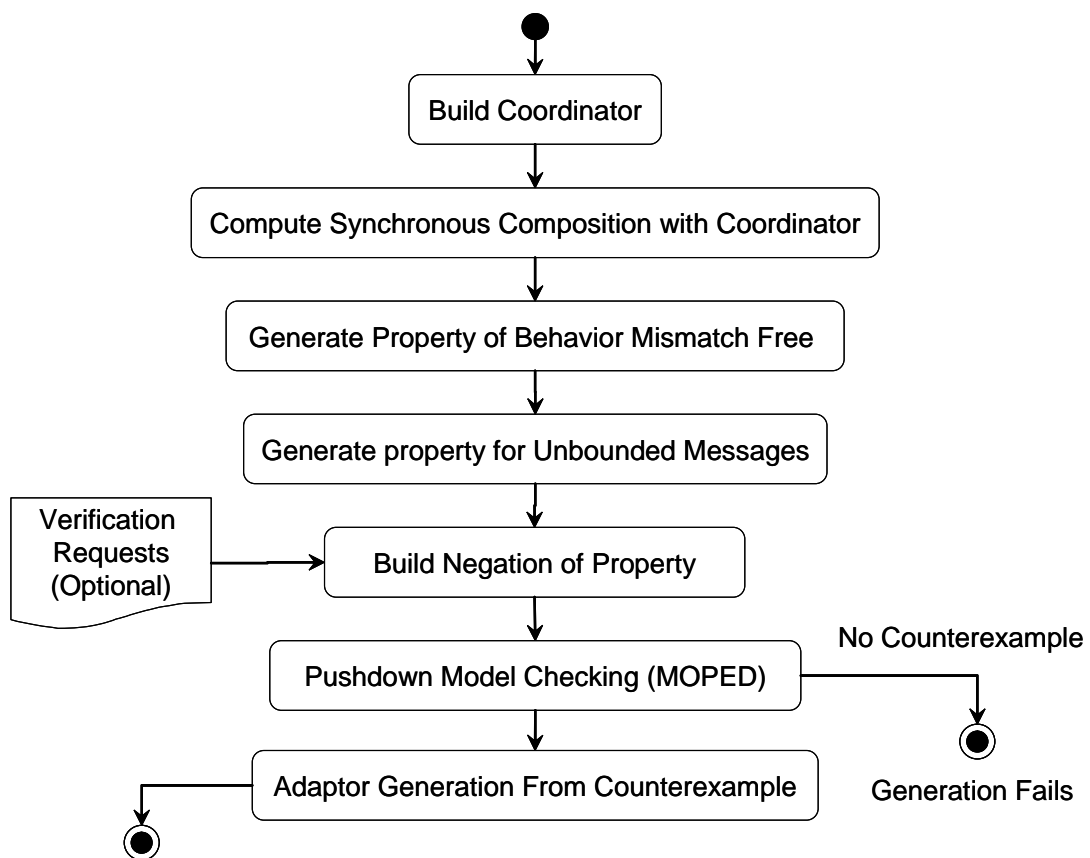 Build Coordinator
Compute Synchronous Composition with Coordinator
Generate Property of Behavior Mismatch Free
Generate property for Unbounded Messages
Verification
Requests
(Optional)
Build Negation of Property
No Counterexample
Pushdown Model Checking (MOPED)
Adaptor Generation From Counterexample
Generation Fails